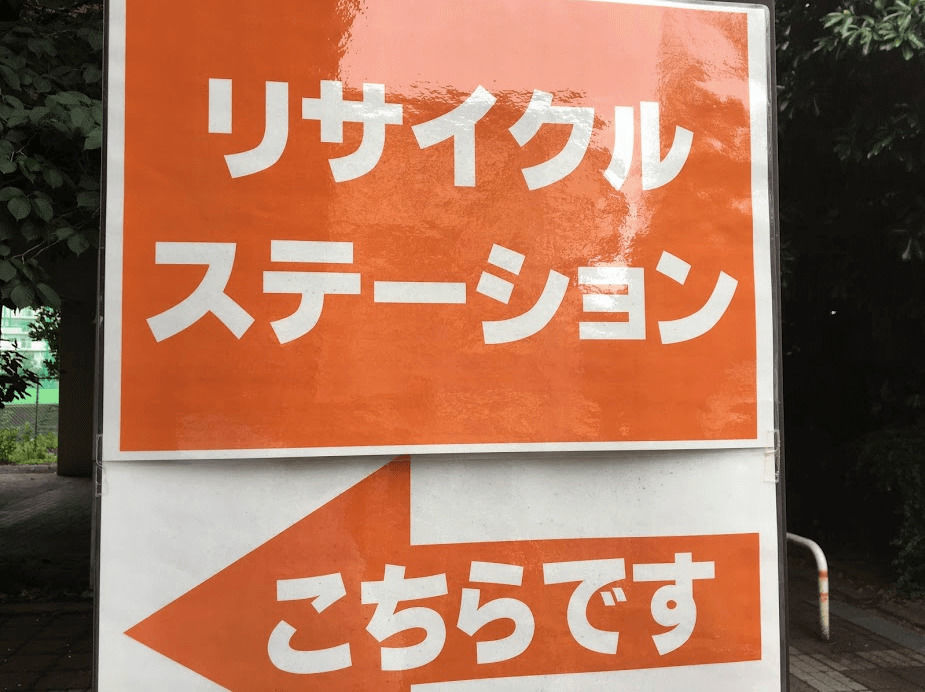 リサイクル
ステーション
こちらです